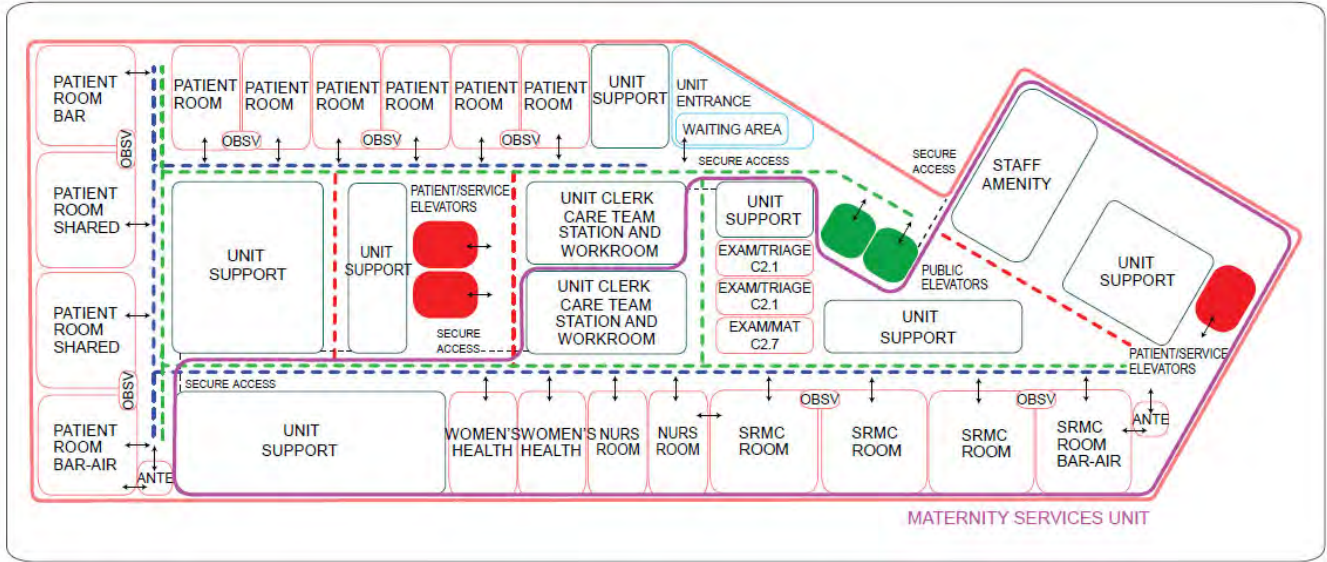 PATIENT
ROOM
BAR
OBSV
PATIENT
ROOM
SHARED
PATIENT
ROOM
SHARED
OBSV
PATIENT
ROOM
BAR-AIR
ANTE
PATIENT
ROOM
PATIENT
ROOM
OBSV
PATIENT
ROOM
PATIENT
ROOM
OBSV
PATIENT
ROOM
PATIENT
ROOM
OBSV
UNIT
SUPPORT
UNIT
ENTRANCE
WAITING AREA
SECURE ACCESS
SECURE
ACCESS
STAFF
AMENITY
UNIT
SUPPORT
PATIENT/SERVICE
ELEVATORS
UNIT
SUPPORT
UNIT
SUPPORT
PATIENT/SERVICE
ELEVATORS
SECURE
ACCESS
UNIT CLERK
CARE TEAM
STATION AND
WORKROOM
UNIT CLERK
CARE TEAM
STATION AND
WORKROOM
UNIT
SUPPORT
EXAM/TRIAGE
C2.1
EXAM/TRIAGE
C2.1
EXAM/MAT
C2.7
PUBLIC
ELEVATORS
UNIT
SUPPORT
SECURE ACCESS
UNIT
SUPPORT
WOMEN'S
HEALTH
WOMEN'S
HEALTH
NURS
ROOM
NURS
ROOM
SRMC
ROOM
OBSV
SRMC
ROOM
SRMC
ROOM
OBSV
SRMC
ROOM
BAR-AIR
ANTE
MATERNITY SERVICES UNIT